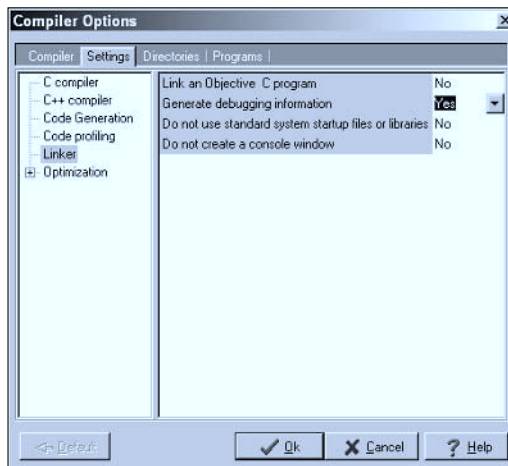 Compiler Options
Compiler Settings Directories Programs
C compiler
C++ compiler
Code Generation
Code profiling
Linker
Optimization
Link an Objective C program No
Generate debugging information Yes
Do not use standard system startup files or libraries No
Do not create a console window No
Default Ok Cancel Help